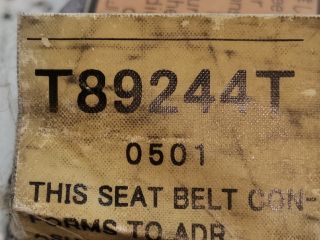 T89244T
0501
THIS SEAT BELT CON-
FORMS TO ADR